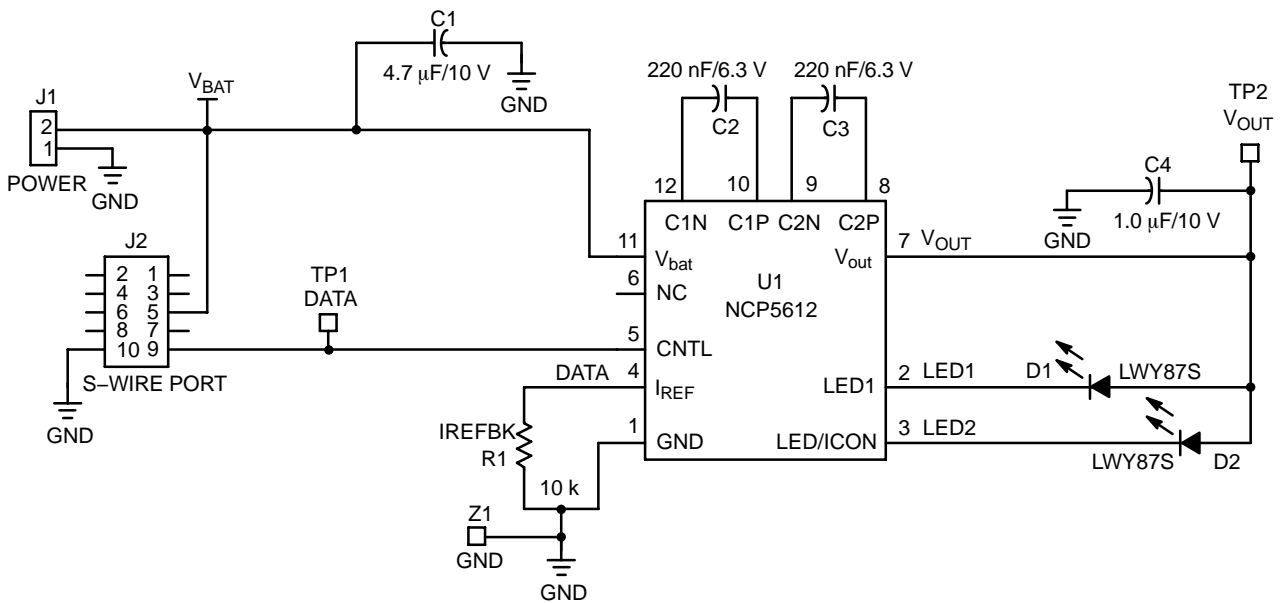 C1
4.7 μF/10 V
GND
220 nF/6.3 V
220 nF/6.3 V
C2
C3
V_BAT
J1
2
1
POWER
GND
TP2
V_OUT
C4
1.0 μF/10 V
GND
12
10
9
8
C1N
C1P
C2N
C2P
11
V_bat
7
V_OUT
V_out
6
NC
U1
NCP5612
J2
2 1
4 3
6 5
8 7
10 9
S–WIRE PORT
GND
TP1
DATA
5
CNTL
DATA
4
I_REF
LED1
2
LED1
D1
LWY87S
1
GND
LED/ICON
3
LED2
LWY87S
D2
IREFBK
R1
10 k
Z1
GND
GND